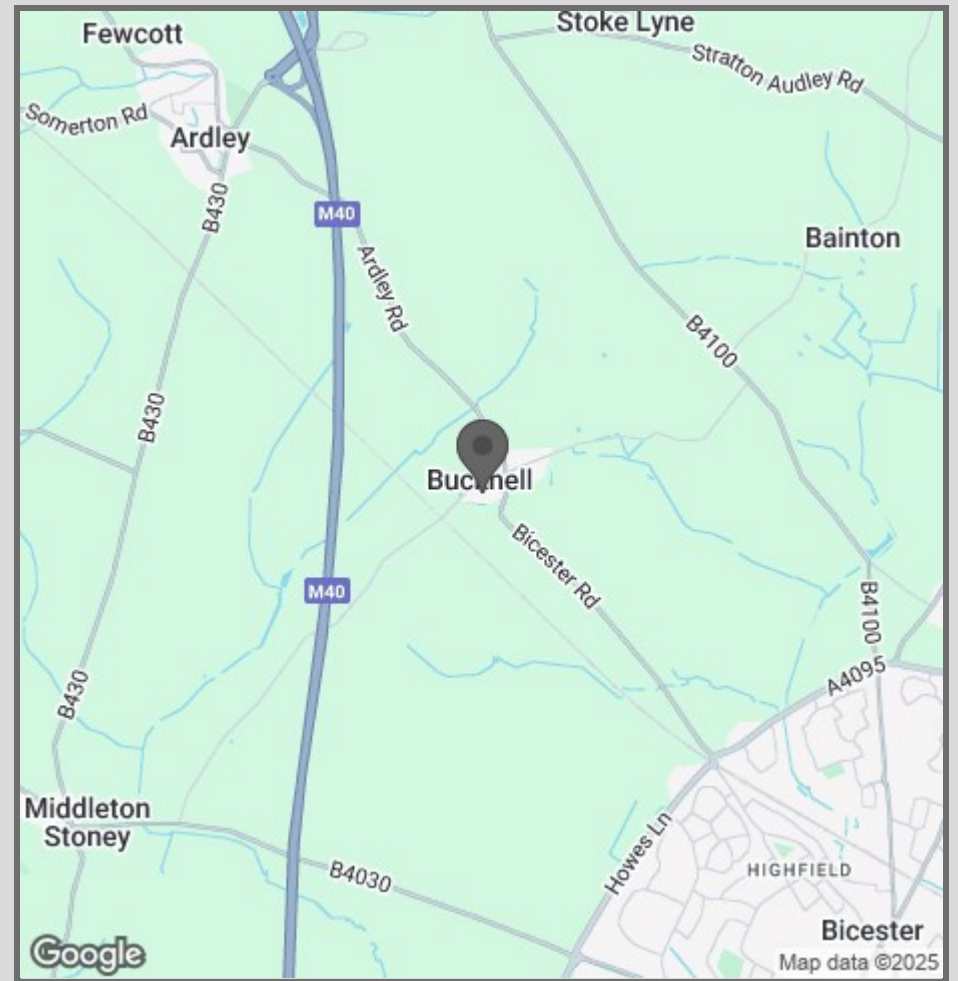 Stoke Lyne
Fewcott
Stratton Audley Rd
Somerton Rd
Ardley
B430
M40
Bainton
Ardley Rd
B4100
B430
Bucknell
Bicester Rd
M40
B4100
A4095
B430
Middleton
Stoney
Howes Ln
B4030
HIGHFIELD
Bicester
Google
Map data ©2025